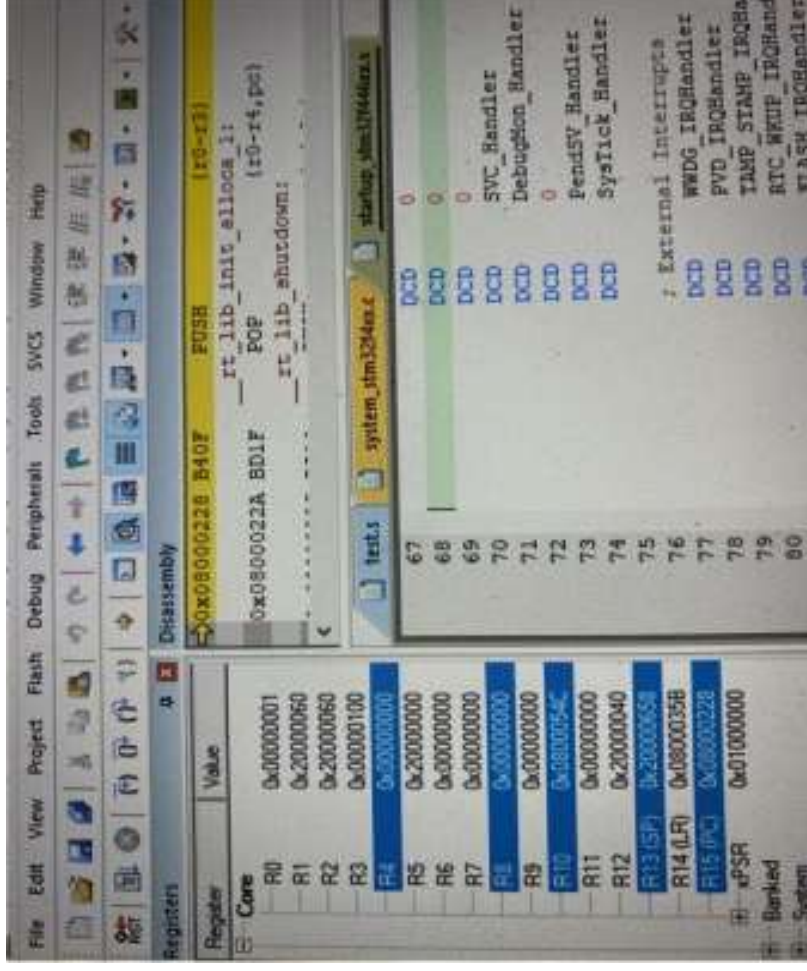 File Edit View Project Flash Debug Peripherals Tools SVCS Window Help
RST
Registers
Register Value
Core
R0 0x00000001
R1 0x20000060
R2 0x20000060
R3 0x00000100
R4 0x00000000
R5 0x20000000
R6 0x00000000
R7 0x00000000
R8 0x00000000
R9 0x00000000
R10 0x0800054C
R11 0x00000000
R12 0x20000040
R13 (SP) 0x20000658
R14 (LR) 0x0800035B
R15 (PC) 0x08000228
xPSR 0x01000000
Banked
System
Disassembly
0x08000228 B40F PUSH {r0-r3}
__rt_lib_init_alloca_1:
0x0800022A BD1F POP {r0-r4,pc}
__rt_lib_shutdown:
test.s system_stm32f4xx.c startup_stm32f446xx.s
67 DCD 0
68 DCD 0
69 DCD 0
70 DCD SVC_Handler
71 DCD DebugMon_Handler
72 DCD 0
73 DCD PendSV_Handler
74 DCD SysTick_Handler
75
76 ; External Interrupts
77 DCD WWDG_IRQHandler
78 DCD PVD_IRQHandler
79 DCD TAMP_STAMP_IRQHa
80 DCD RTC_WKUP_IRQHand